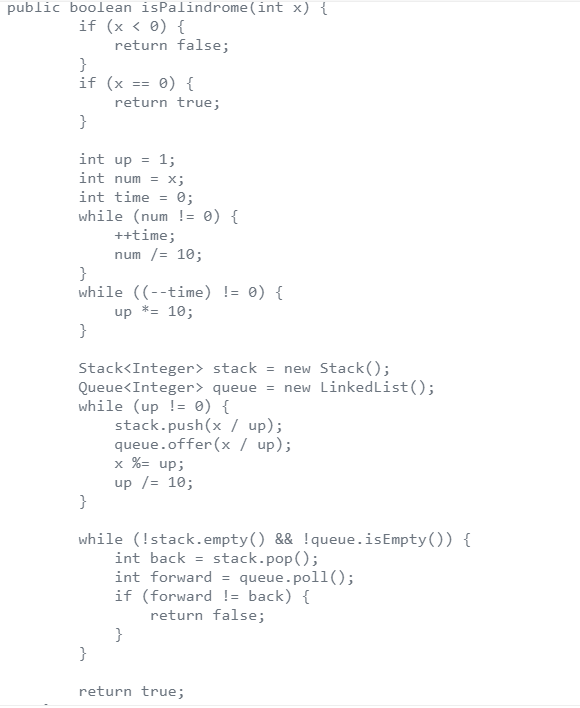 public boolean isPalindrome(int x) {
        if (x < 0) {
            return false;
        }
        if (x == 0) {
            return true;
        }

        int up = 1;
        int num = x;
        int time = 0;
        while (num != 0) {
            ++time;
            num /= 10;
        }
        while ((--time) != 0) {
            up *= 10;
        }

        Stack<Integer> stack = new Stack();
        Queue<Integer> queue = new LinkedList();
        while (up != 0) {
            stack.push(x / up);
            queue.offer(x / up);
            x %= up;
            up /= 10;
        }

        while (!stack.empty() && !queue.isEmpty()) {
            int back = stack.pop();
            int forward = queue.poll();
            if (forward != back) {
                return false;
            }
        }

        return true;